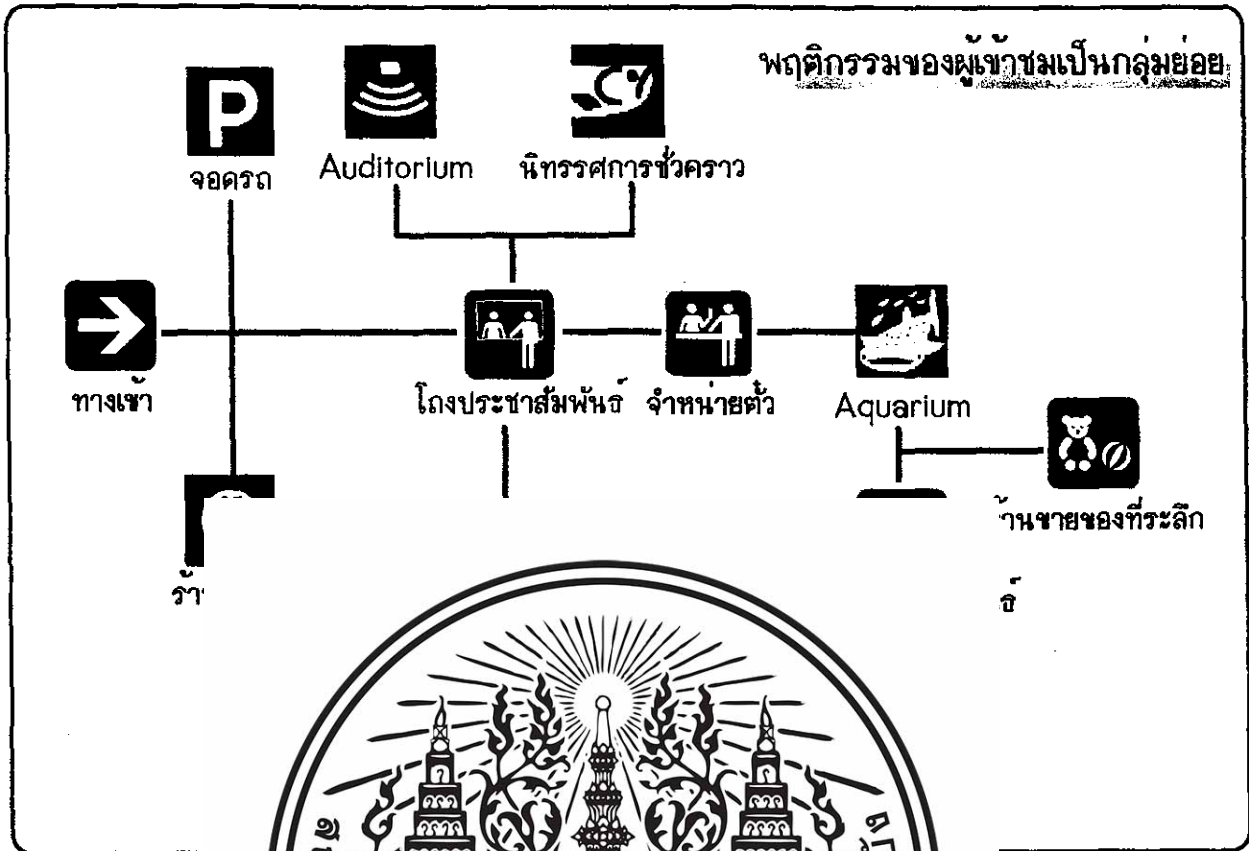 พฤติกรรมของผู้เข้าชมเป็นกลุ่มย่อย
P
จอดรถ
Auditorium
นิทรรศการชั่วคราว
ทางเข้า
โถงประชาสัมพันธ์
จำหน่ายตั๋ว
Aquarium
้านขายของที่ระลึก